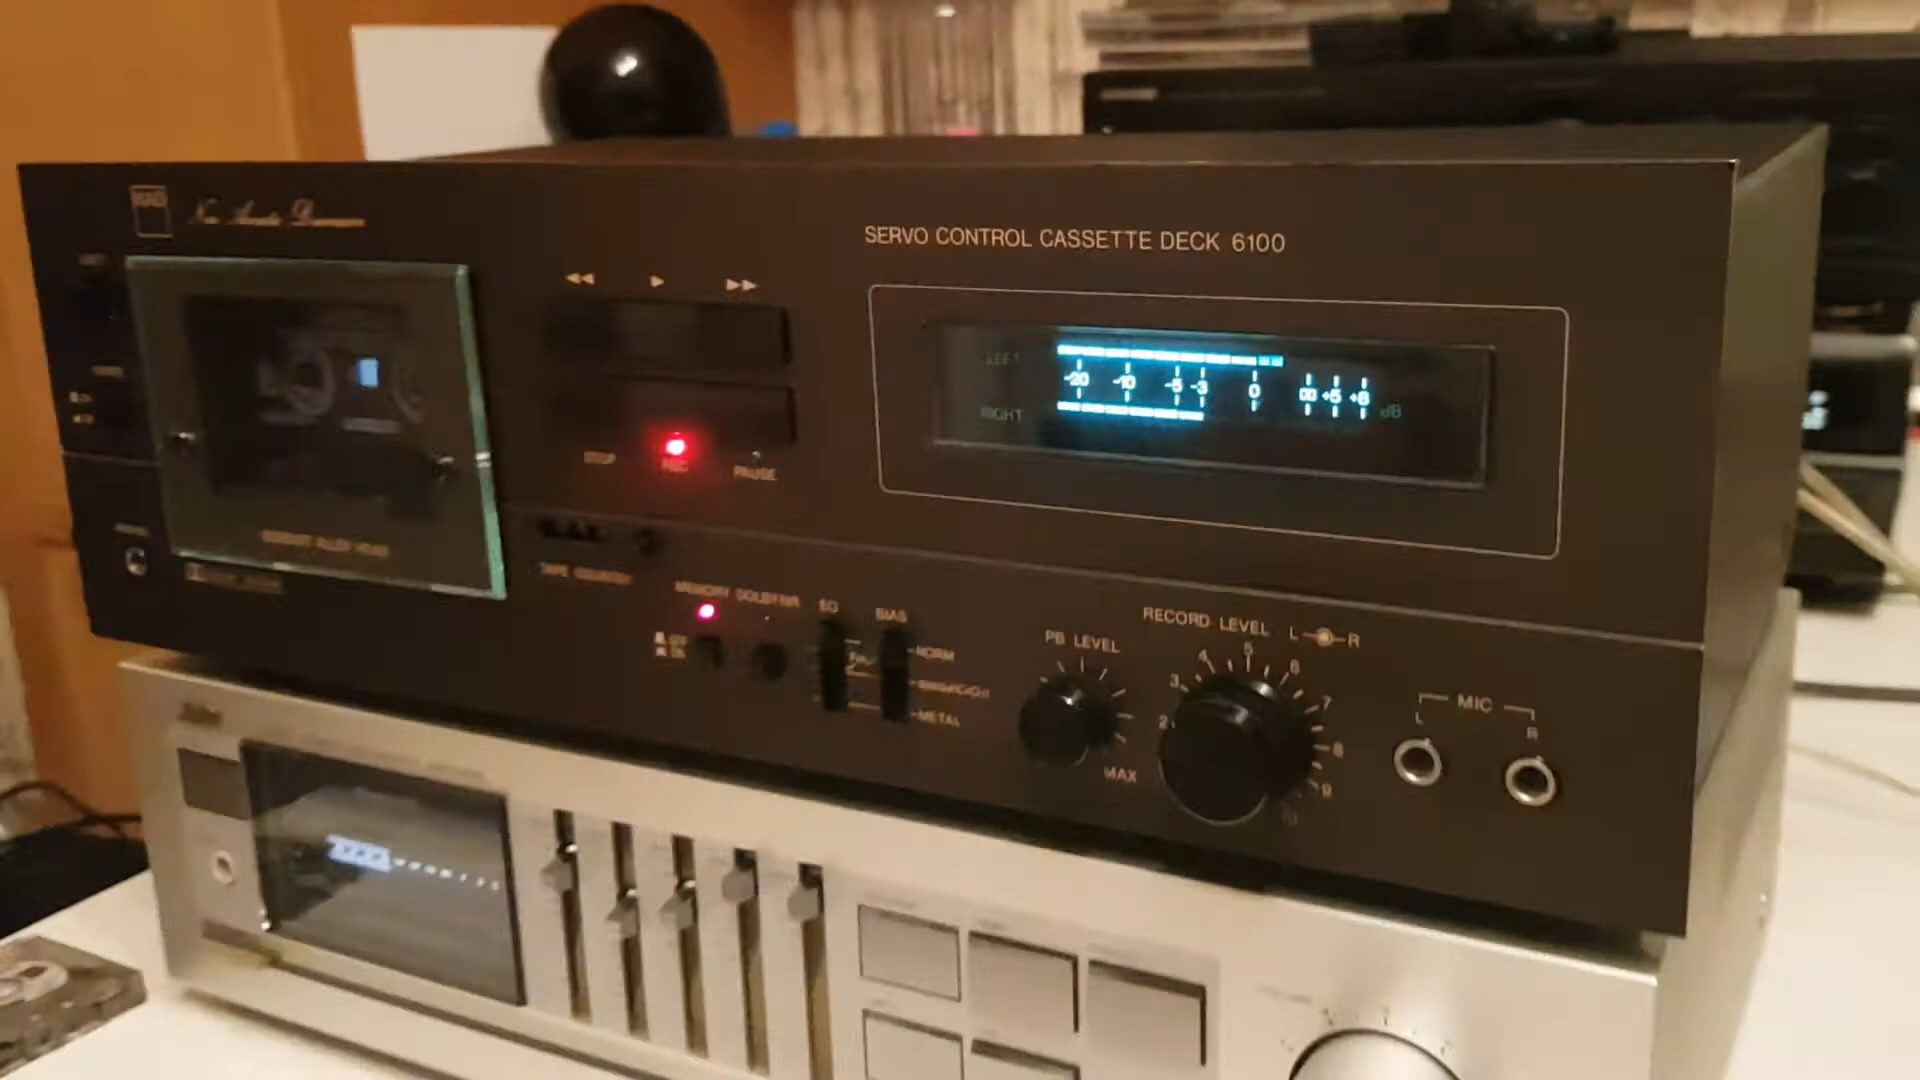 NAD
New Acoustic Dimension
SERVO CONTROL CASSETTE DECK 6100
LEFT
-20 -10 -5 -3 0 +5 +8 dB
RIGHT
STOP
REC
PAUSE
TAPE COUNTER
MEMORY DOLBY NR EQ BIAS
NORM
METAL
PB LEVEL
MAX
RECORD LEVEL L R
2 3 4 5 6 7 8 9 10
MIC
L R